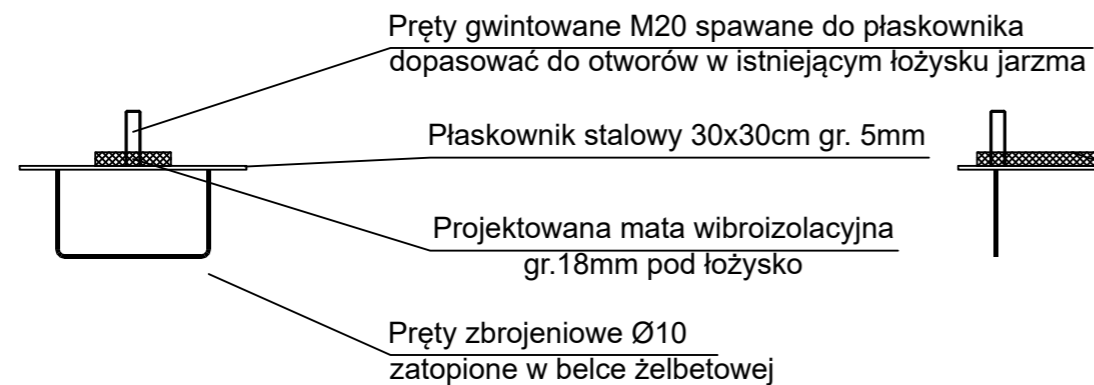 Pręty gwintowane M20 spawane do płaskownika
dopasować do otworów w istniejącym łożysku jarzma
Płaskownik stalowy 30x30cm gr. 5mm
Projektowana mata wibroizolacyjna
gr.18mm pod łożysko
Pręty zbrojeniowe Ø10
zatopione w belce żelbetowej